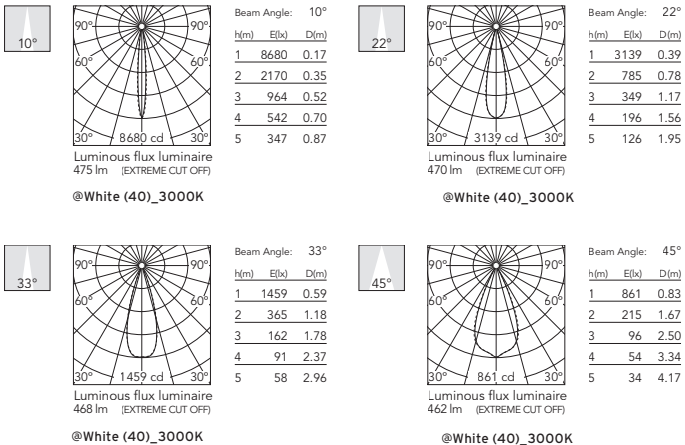 10°
90° 90°
60° 60°
30° 8680 cd 30°
Luminous flux luminaire
475 lm (EXTREME CUT OFF)
@White (40)_3000K
Beam Angle: 10°
h(m) E(lx) D(m)
1 8680 0.17
2 2170 0.35
3 964 0.52
4 542 0.70
5 347 0.87
22°
90° 90°
60° 60°
30° 3139 cd 30°
Luminous flux luminaire
470 lm (EXTREME CUT OFF)
@White (40)_3000K
Beam Angle: 22°
h(m) E(lx) D(m)
1 3139 0.39
2 785 0.78
3 349 1.17
4 196 1.56
5 126 1.95
33°
90° 90°
60° 60°
30° 1459 cd 30°
Luminous flux luminaire
468 lm (EXTREME CUT OFF)
@White (40)_3000K
Beam Angle: 33°
h(m) E(lx) D(m)
1 1459 0.59
2 365 1.18
3 162 1.78
4 91 2.37
5 58 2.96
45°
90° 90°
60° 60°
30° 861 cd 30°
Luminous flux luminaire
462 lm (EXTREME CUT OFF)
@White (40)_3000K
Beam Angle: 45°
h(m) E(lx) D(m)
1 861 0.83
2 215 1.67
3 96 2.50
4 54 3.34
5 34 4.17